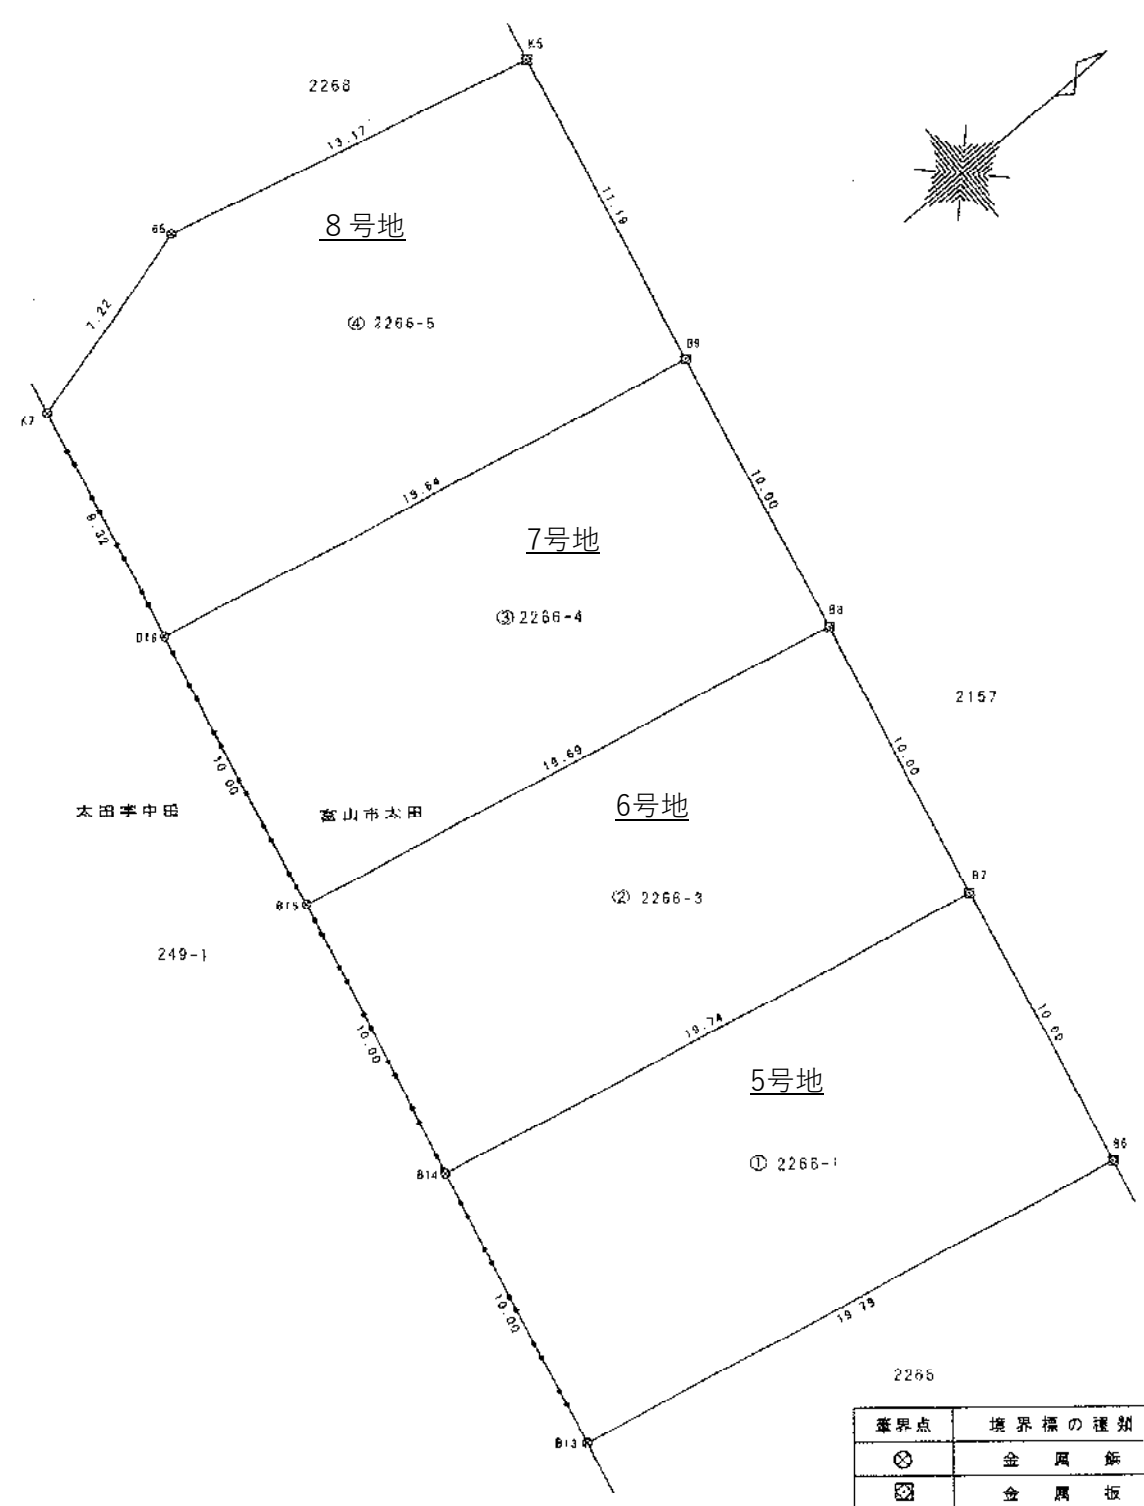 K5
2268
13.17
8号地
11.19
65
④ 2266-5
7.22
B9
K7
19.64
10.00
8.32
7号地
③ 2266-4
B8
B16
2157
19.69
10.00
10.00
6号地
太田字中田
富山市太田
② 2266-3
B7
B15
249-1
19.74
10.00
10.00
5号地
① 2266-1
B6
B14
10.00
19.79
2265
B13
筆界点 境界標の種類
金属鋲
金属板